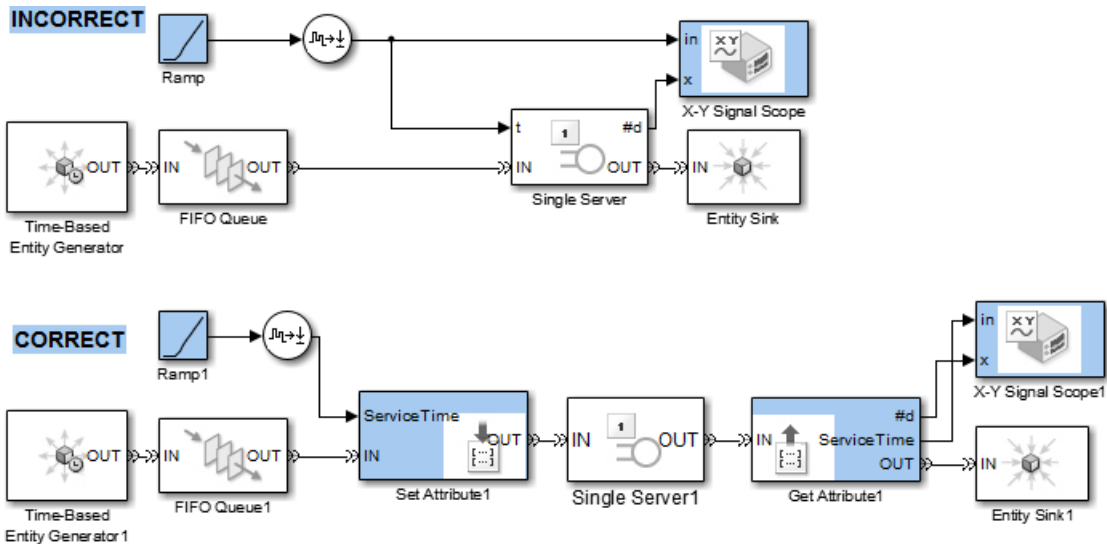 INCORRECT
Ramp
in
XY
x
X-Y Signal Scope
OUT
Time-Based
Entity Generator
IN
OUT
FIFO Queue
t
1
#d
IN
OUT
Single Server
IN
Entity Sink
CORRECT
Ramp1
in
XY
x
X-Y Signal Scope1
OUT
Time-Based
Entity Generator1
IN
OUT
FIFO Queue1
ServiceTime
OUT
IN
[...]
Set Attribute1
1
IN
OUT
Single Server1
#d
IN
ServiceTime
[...]
OUT
Get Attribute1
IN
Entity Sink1